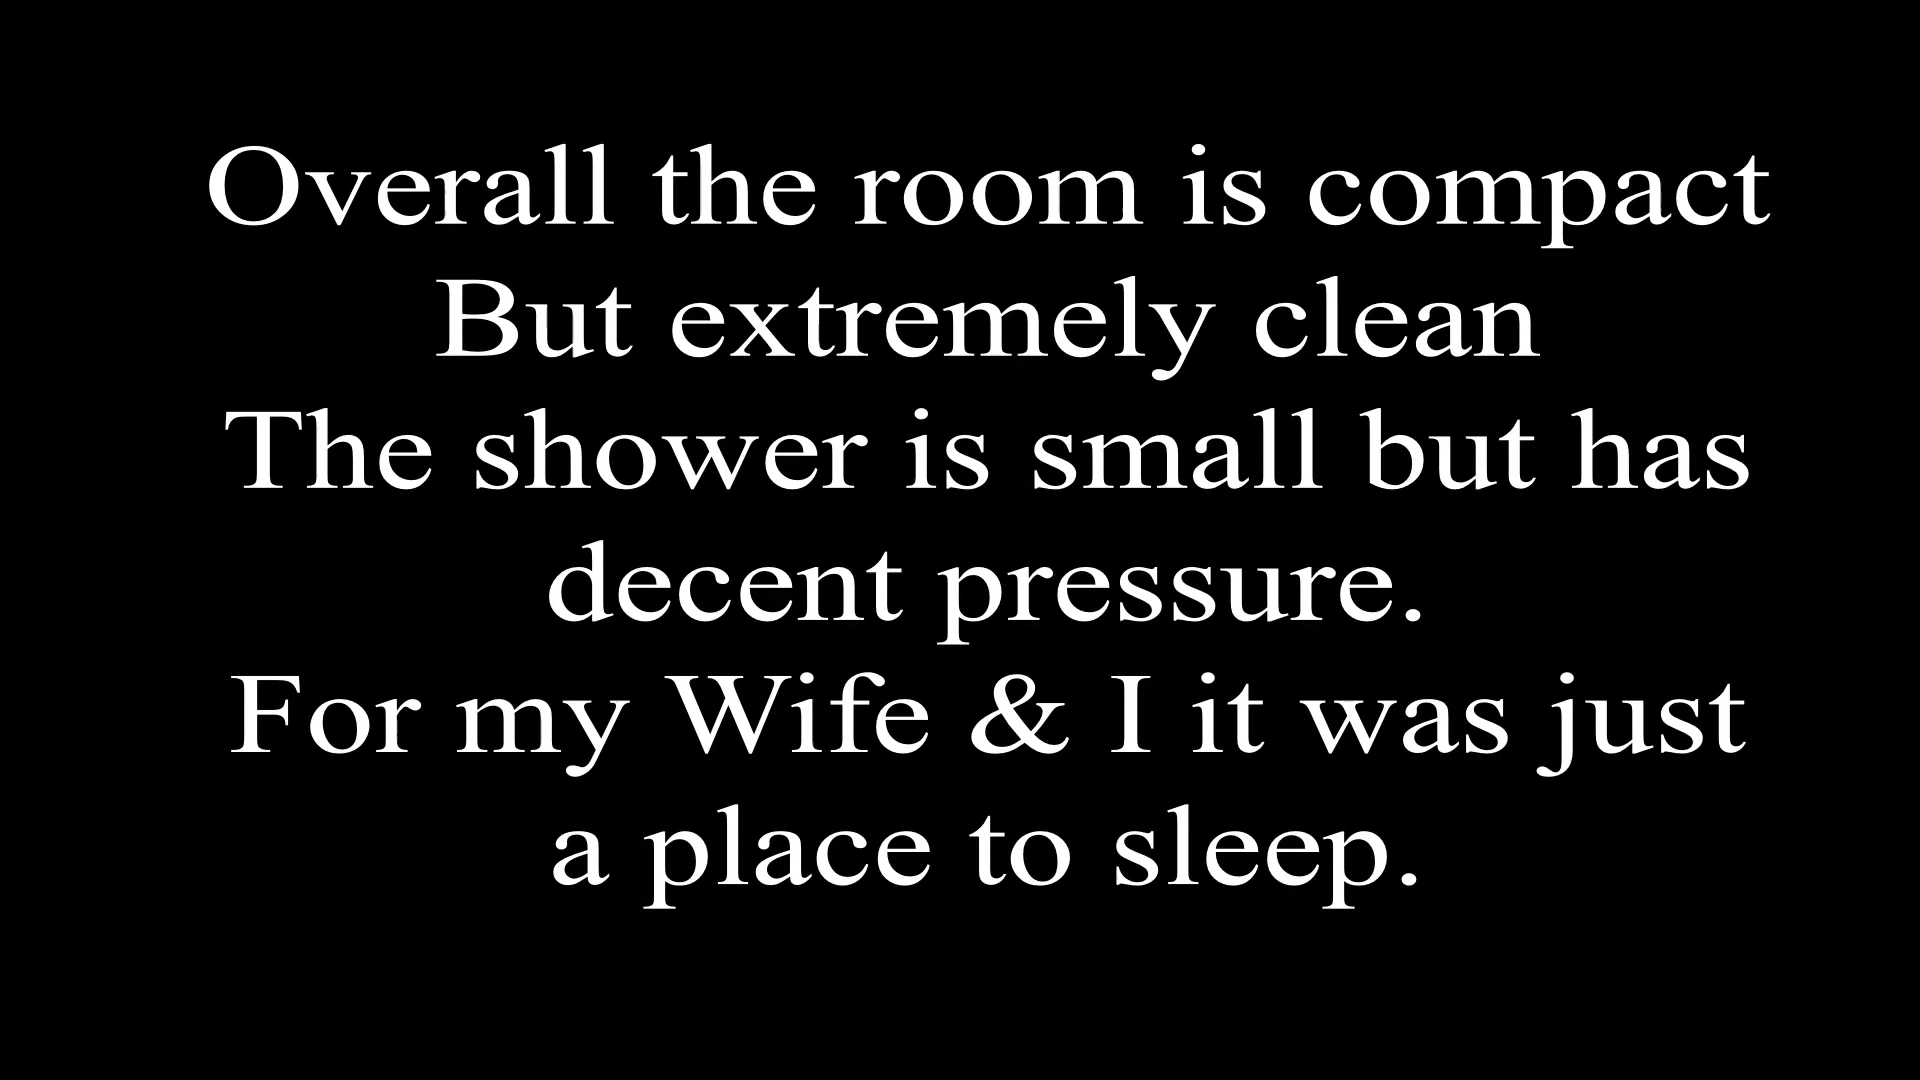 Overall the room is compact
But extremely clean
The shower is small but has
decent pressure.
For my Wife & I it was just
a place to sleep.